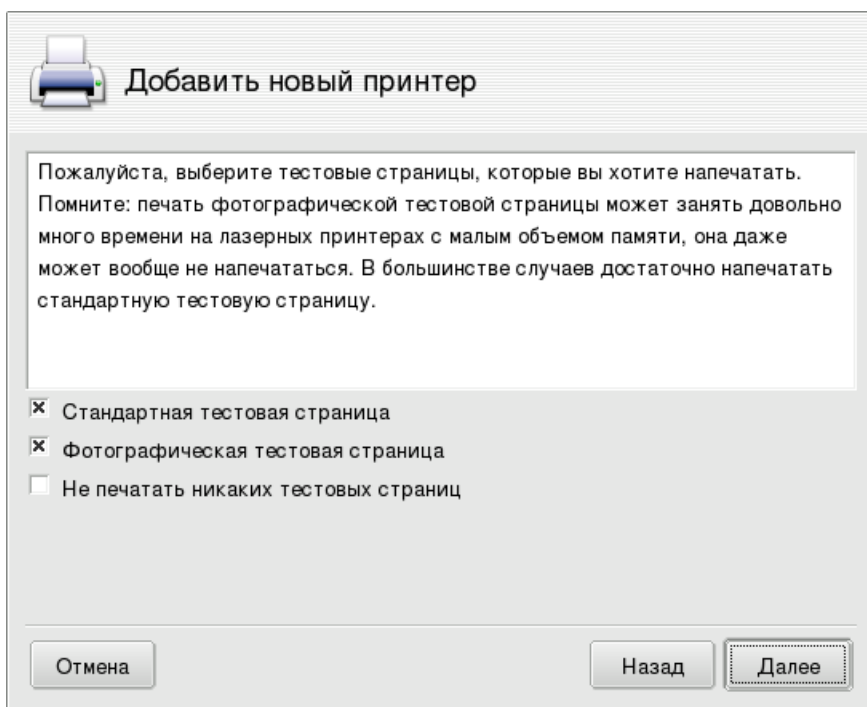 Добавить новый принтер
Пожалуйста, выберите тестовые страницы, которые вы хотите напечатать.
Помните: печать фотографической тестовой страницы может занять довольно
много времени на лазерных принтерах с малым объемом памяти, она даже
может вообще не напечататься. В большинстве случаев достаточно напечатать
стандартную тестовую страницу.
Стандартная тестовая страница
Фотографическая тестовая страница
Не печатать никаких тестовых страниц
Отмена
Назад
Далее